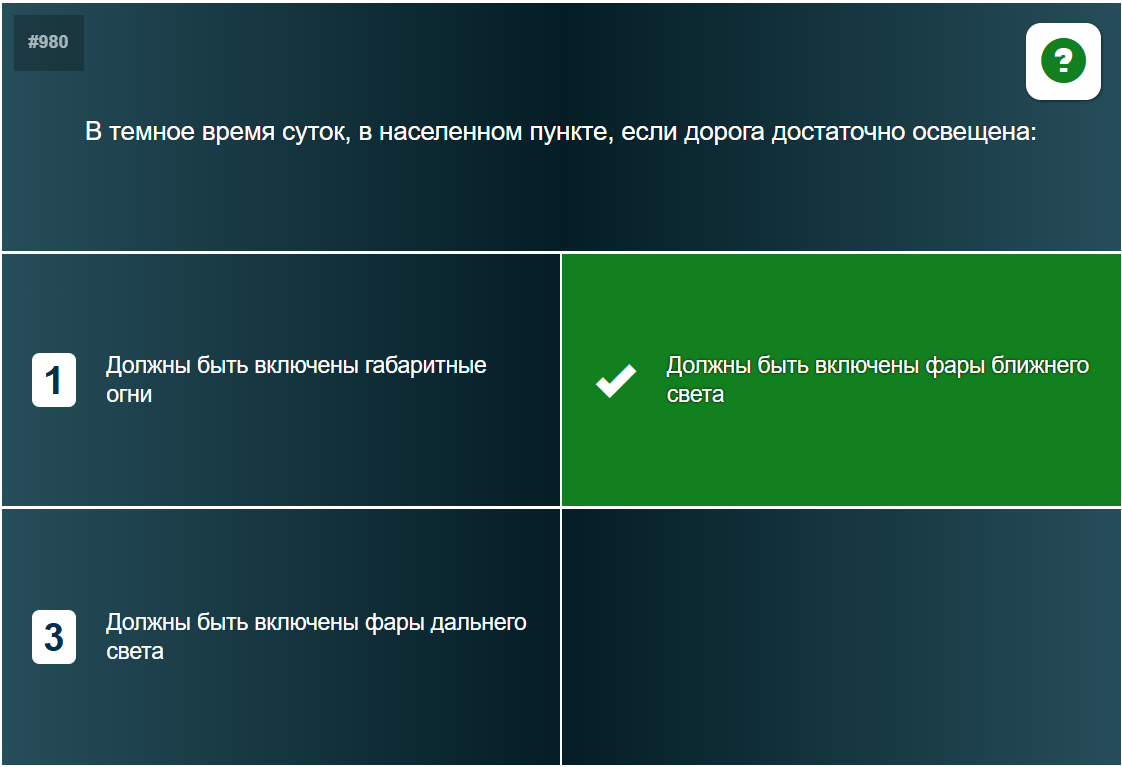 #980
?
В темное время суток, в населенном пункте, если дорога достаточно освещена:
1
Должны быть включены габаритные
огни
Должны быть включены фары ближнего
света
3
Должны быть включены фары дальнего
света